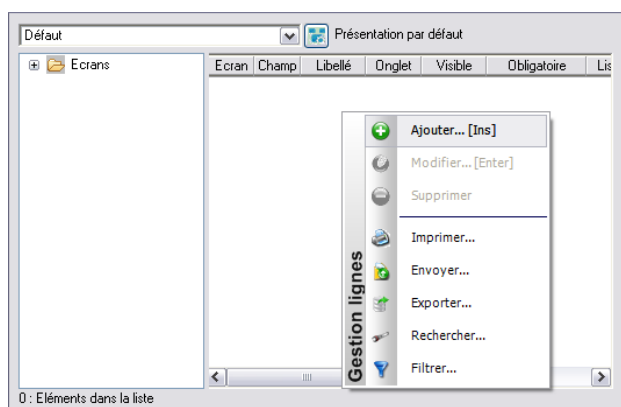 Défaut Présentation par défaut
Ecrans
Ecran Champ Libellé Onglet Visible Obligatoire Lis
Gestion lignes
Ajouter... [Ins]
Modifier... [Enter]
Supprimer
Imprimer...
Envoyer...
Exporter...
Rechercher...
Filtrer...
0 : Eléments dans la liste